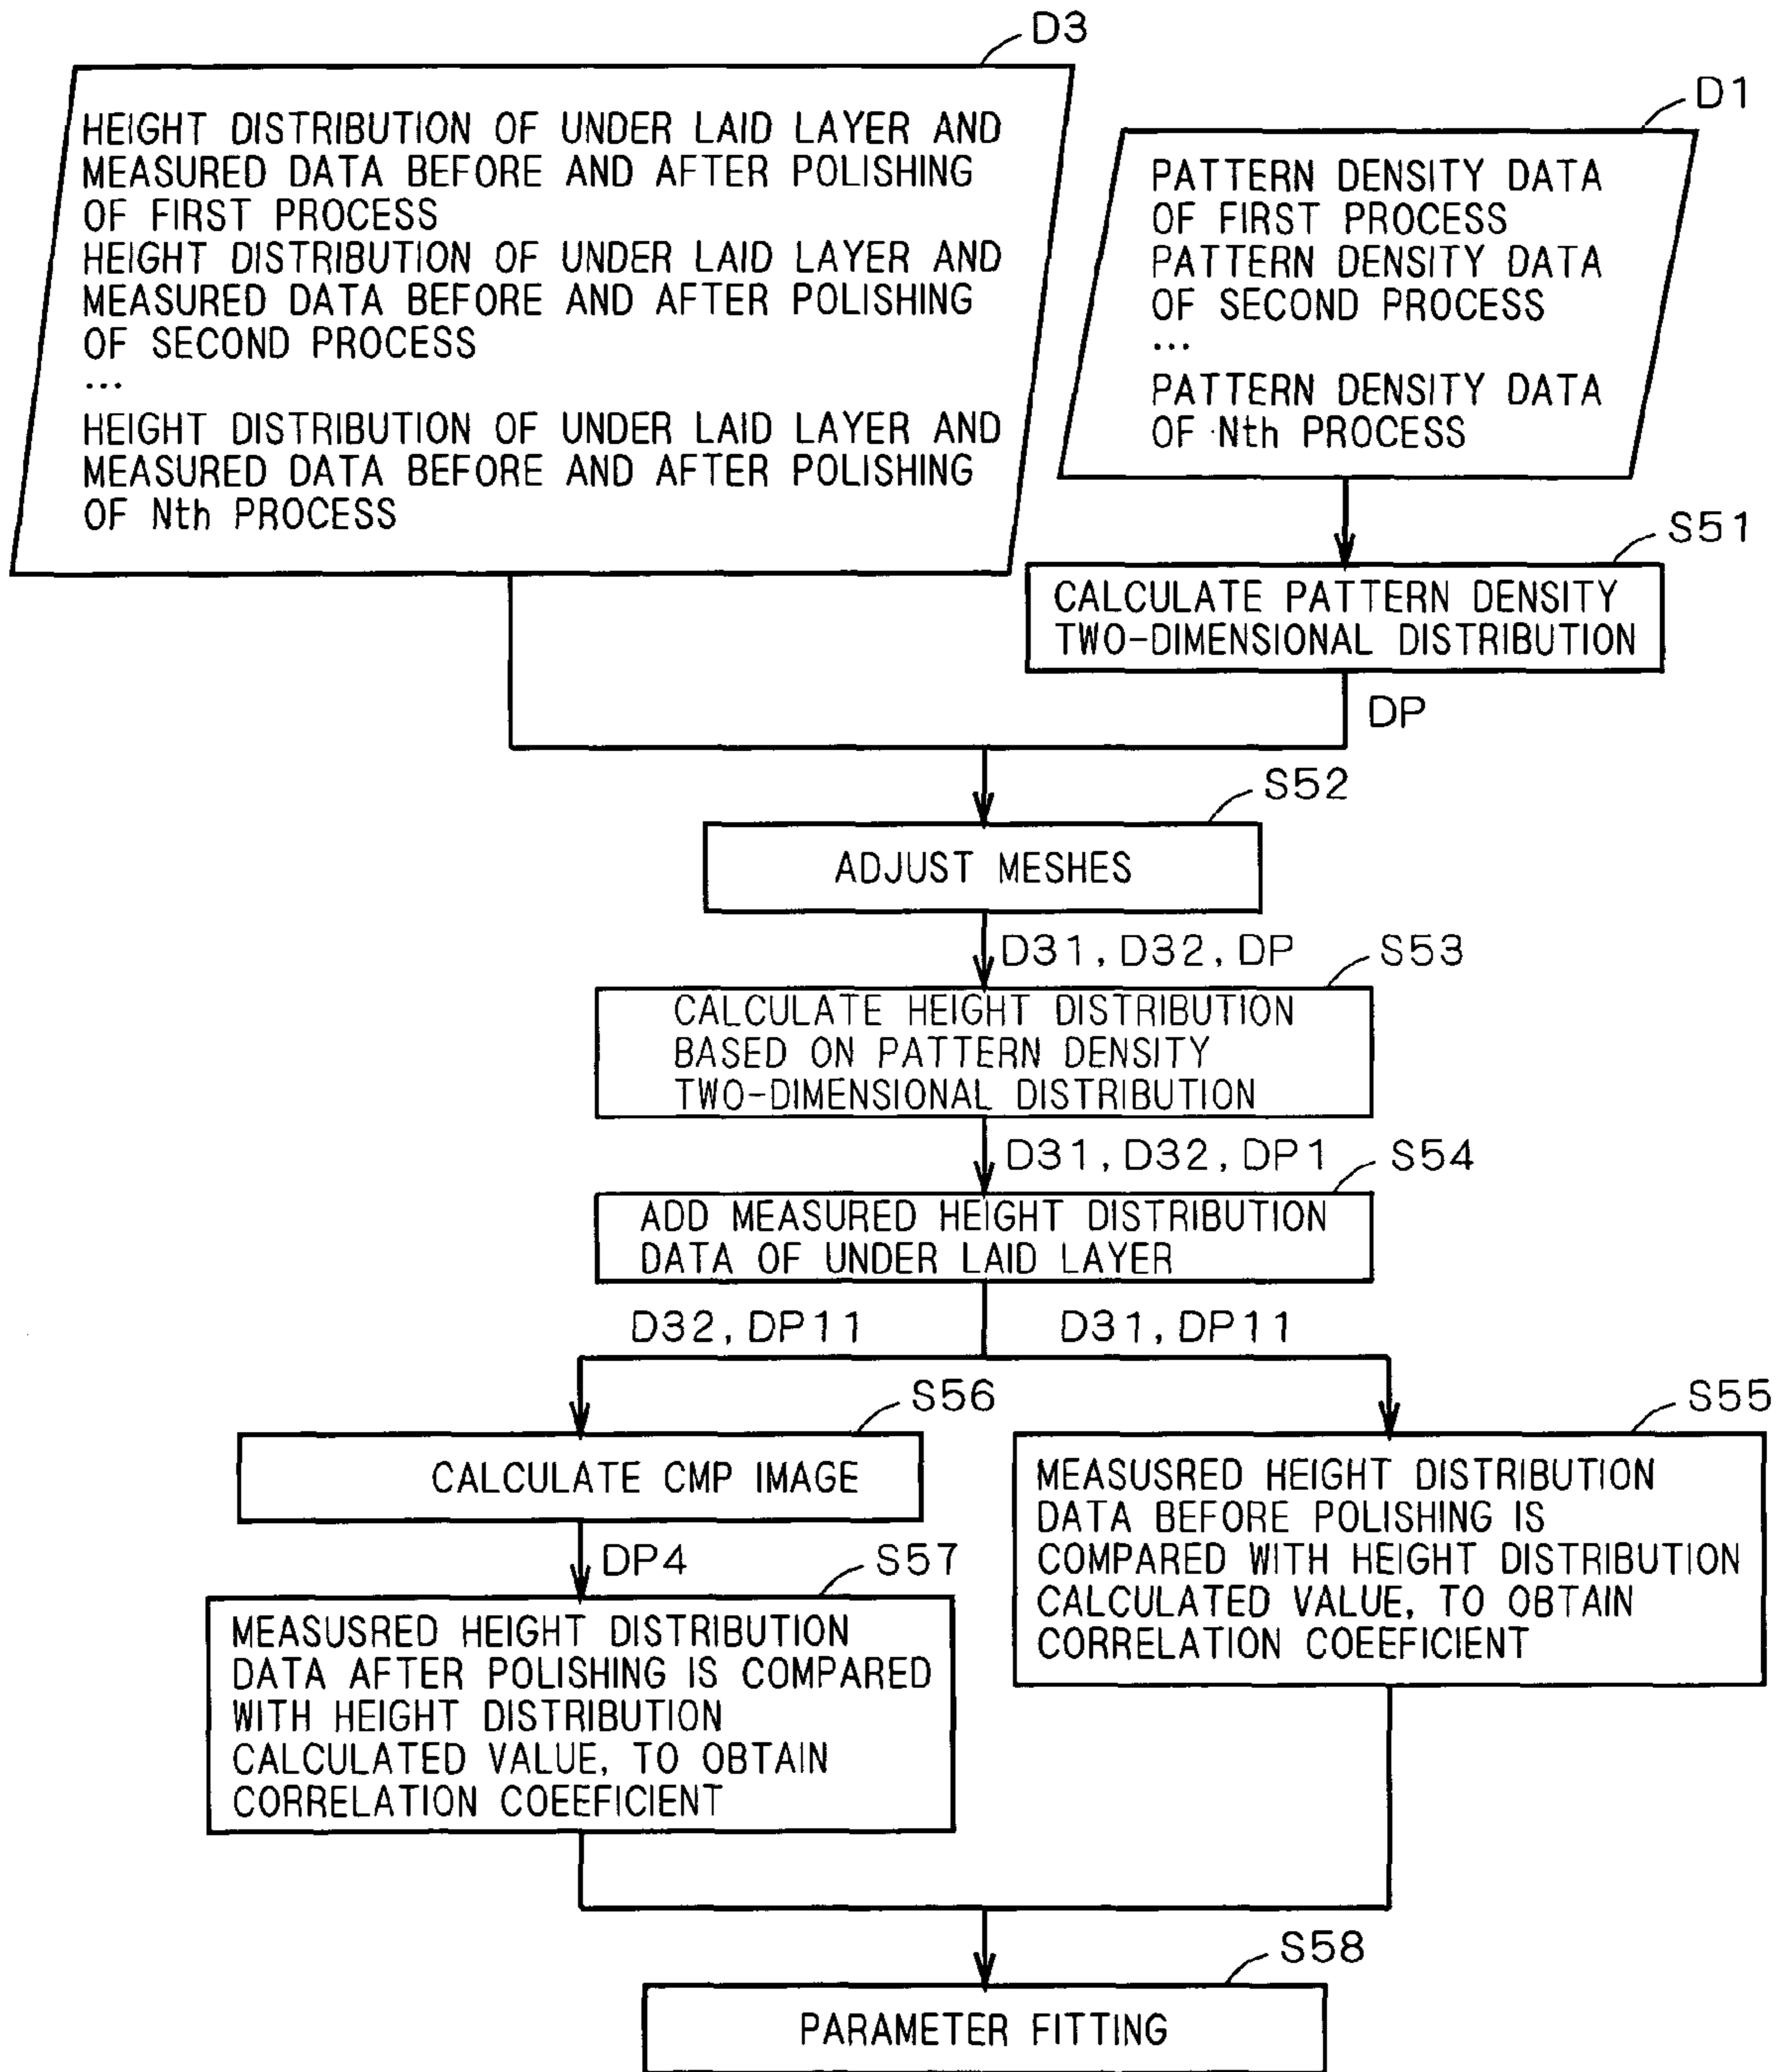 D3
HEIGHT DISTRIBUTION OF UNDER LAID LAYER AND
MEASURED DATA BEFORE AND AFTER POLISHING
OF FIRST PROCESS
HEIGHT DISTRIBUTION OF UNDER LAID LAYER AND
MEASURED DATA BEFORE AND AFTER POLISHING
OF SECOND PROCESS
...
HEIGHT DISTRIBUTION OF UNDER LAID LAYER AND
MEASURED DATA BEFORE AND AFTER POLISHING
OF Nth PROCESS
D1
PATTERN DENSITY DATA
OF FIRST PROCESS
PATTERN DENSITY DATA
OF SECOND PROCESS
...
PATTERN DENSITY DATA
OF Nth PROCESS
S51
CALCULATE PATTERN DENSITY
TWO-DIMENSIONAL DISTRIBUTION
DP
S52
ADJUST MESHES
D31, D32, DP
S53
CALCULATE HEIGHT DISTRIBUTION
BASED ON PATTERN DENSITY
TWO-DIMENSIONAL DISTRIBUTION
D31, D32, DP1
S54
ADD MEASURED HEIGHT DISTRIBUTION
DATA OF UNDER LAID LAYER
D32, DP11
D31, DP11
S56
CALCULATE CMP IMAGE
S55
MEASUSRED HEIGHT DISTRIBUTION
DATA BEFORE POLISHING IS
COMPARED WITH HEIGHT DISTRIBUTION
CALCULATED VALUE, TO OBTAIN
CORRELATION COEEFICIENT
DP4
S57
MEASUSRED HEIGHT DISTRIBUTION
DATA AFTER POLISHING IS COMPARED
WITH HEIGHT DISTRIBUTION
CALCULATED VALUE, TO OBTAIN
CORRELATION COEEFICIENT
S58
PARAMETER FITTING